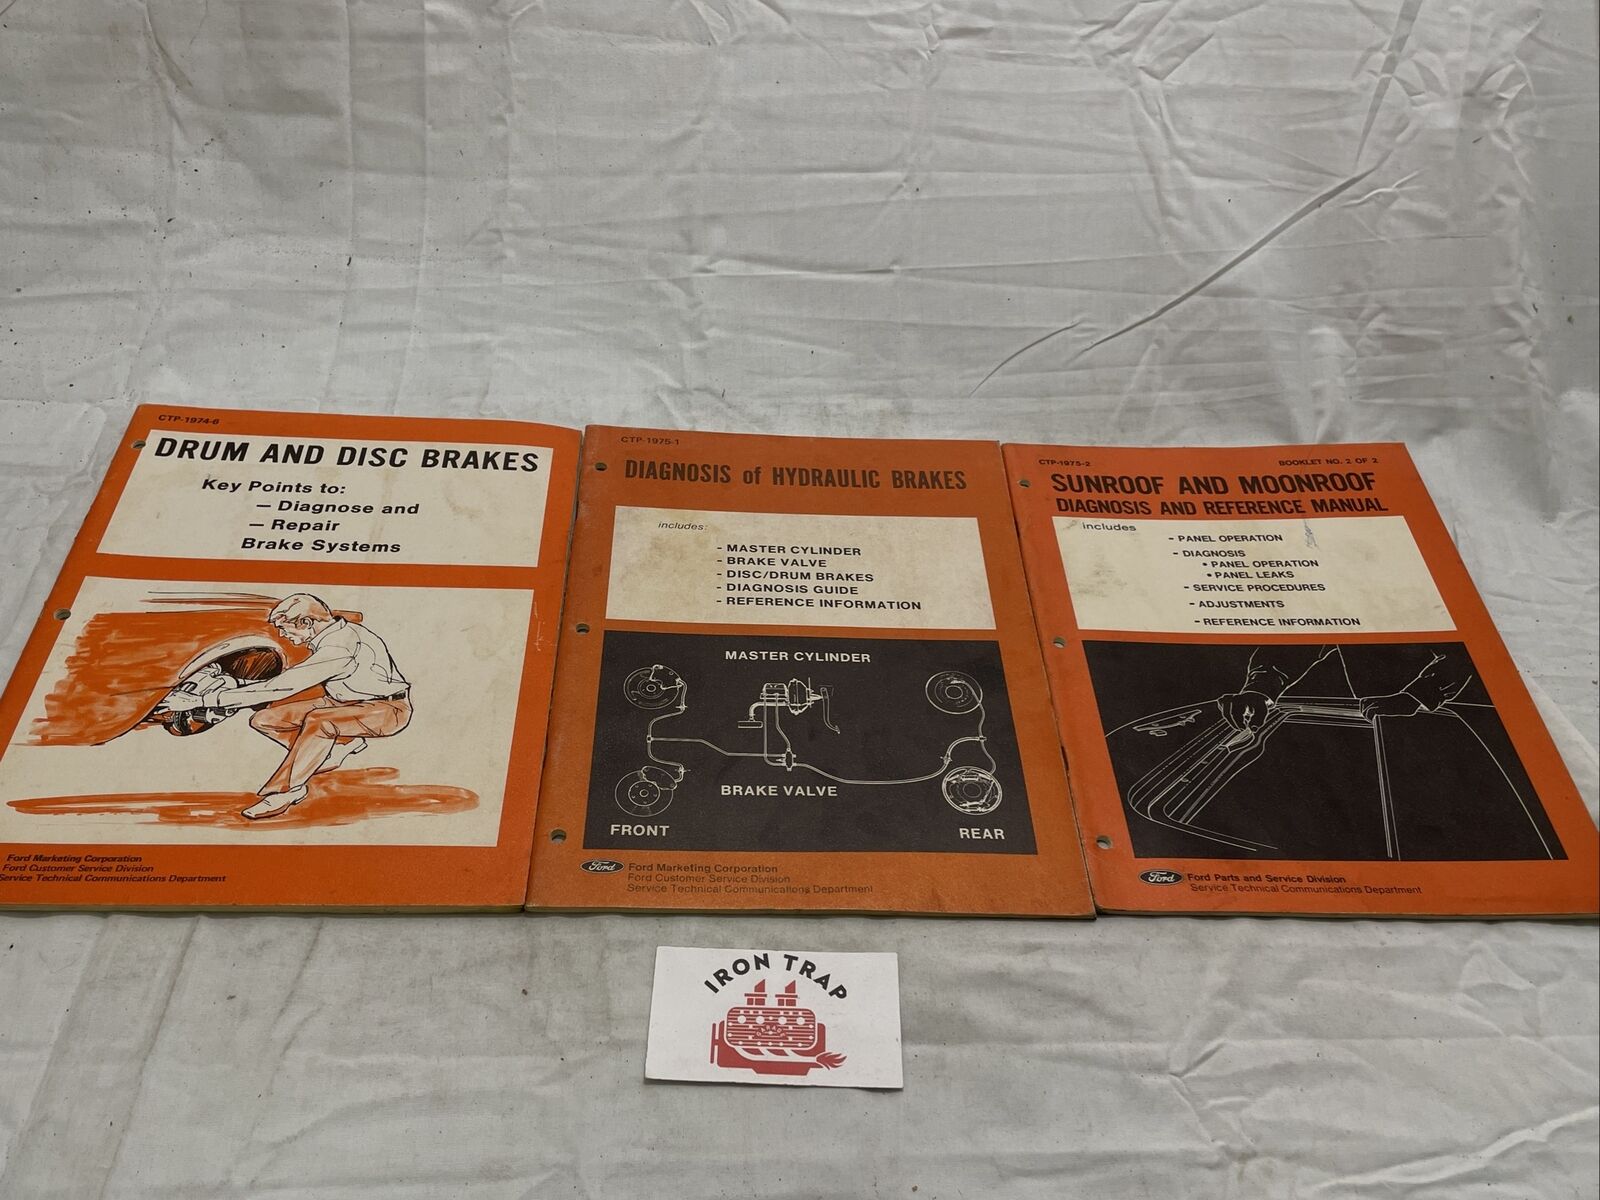 CTP-1974-6
DRUM AND DISC BRAKES
Key Points to:
— Diagnose and
— Repair
Brake Systems
Ford Marketing Corporation
Ford Customer Service Division
Service Technical Communications Department
CTP-1975-1
DIAGNOSIS of HYDRAULIC BRAKES
includes:
- MASTER CYLINDER
- BRAKE VALVE
- DISC/DRUM BRAKES
- DIAGNOSIS GUIDE
- REFERENCE INFORMATION
MASTER CYLINDER
BRAKE VALVE
FRONT
REAR
Ford
Ford Marketing Corporation
Ford Customer Service Division
Service Technical Communications Department
CTP-1975-2
BOOKLET NO. 2 OF 2
SUNROOF AND MOONROOF
DIAGNOSIS AND REFERENCE MANUAL
includes
- PANEL OPERATION
- DIAGNOSIS
• PANEL OPERATION
• PANEL LEAKS
- SERVICE PROCEDURES
- ADJUSTMENTS
- REFERENCE INFORMATION
Ford
Ford Parts and Service Division
Service Technical Communications Department
IRON TRAP